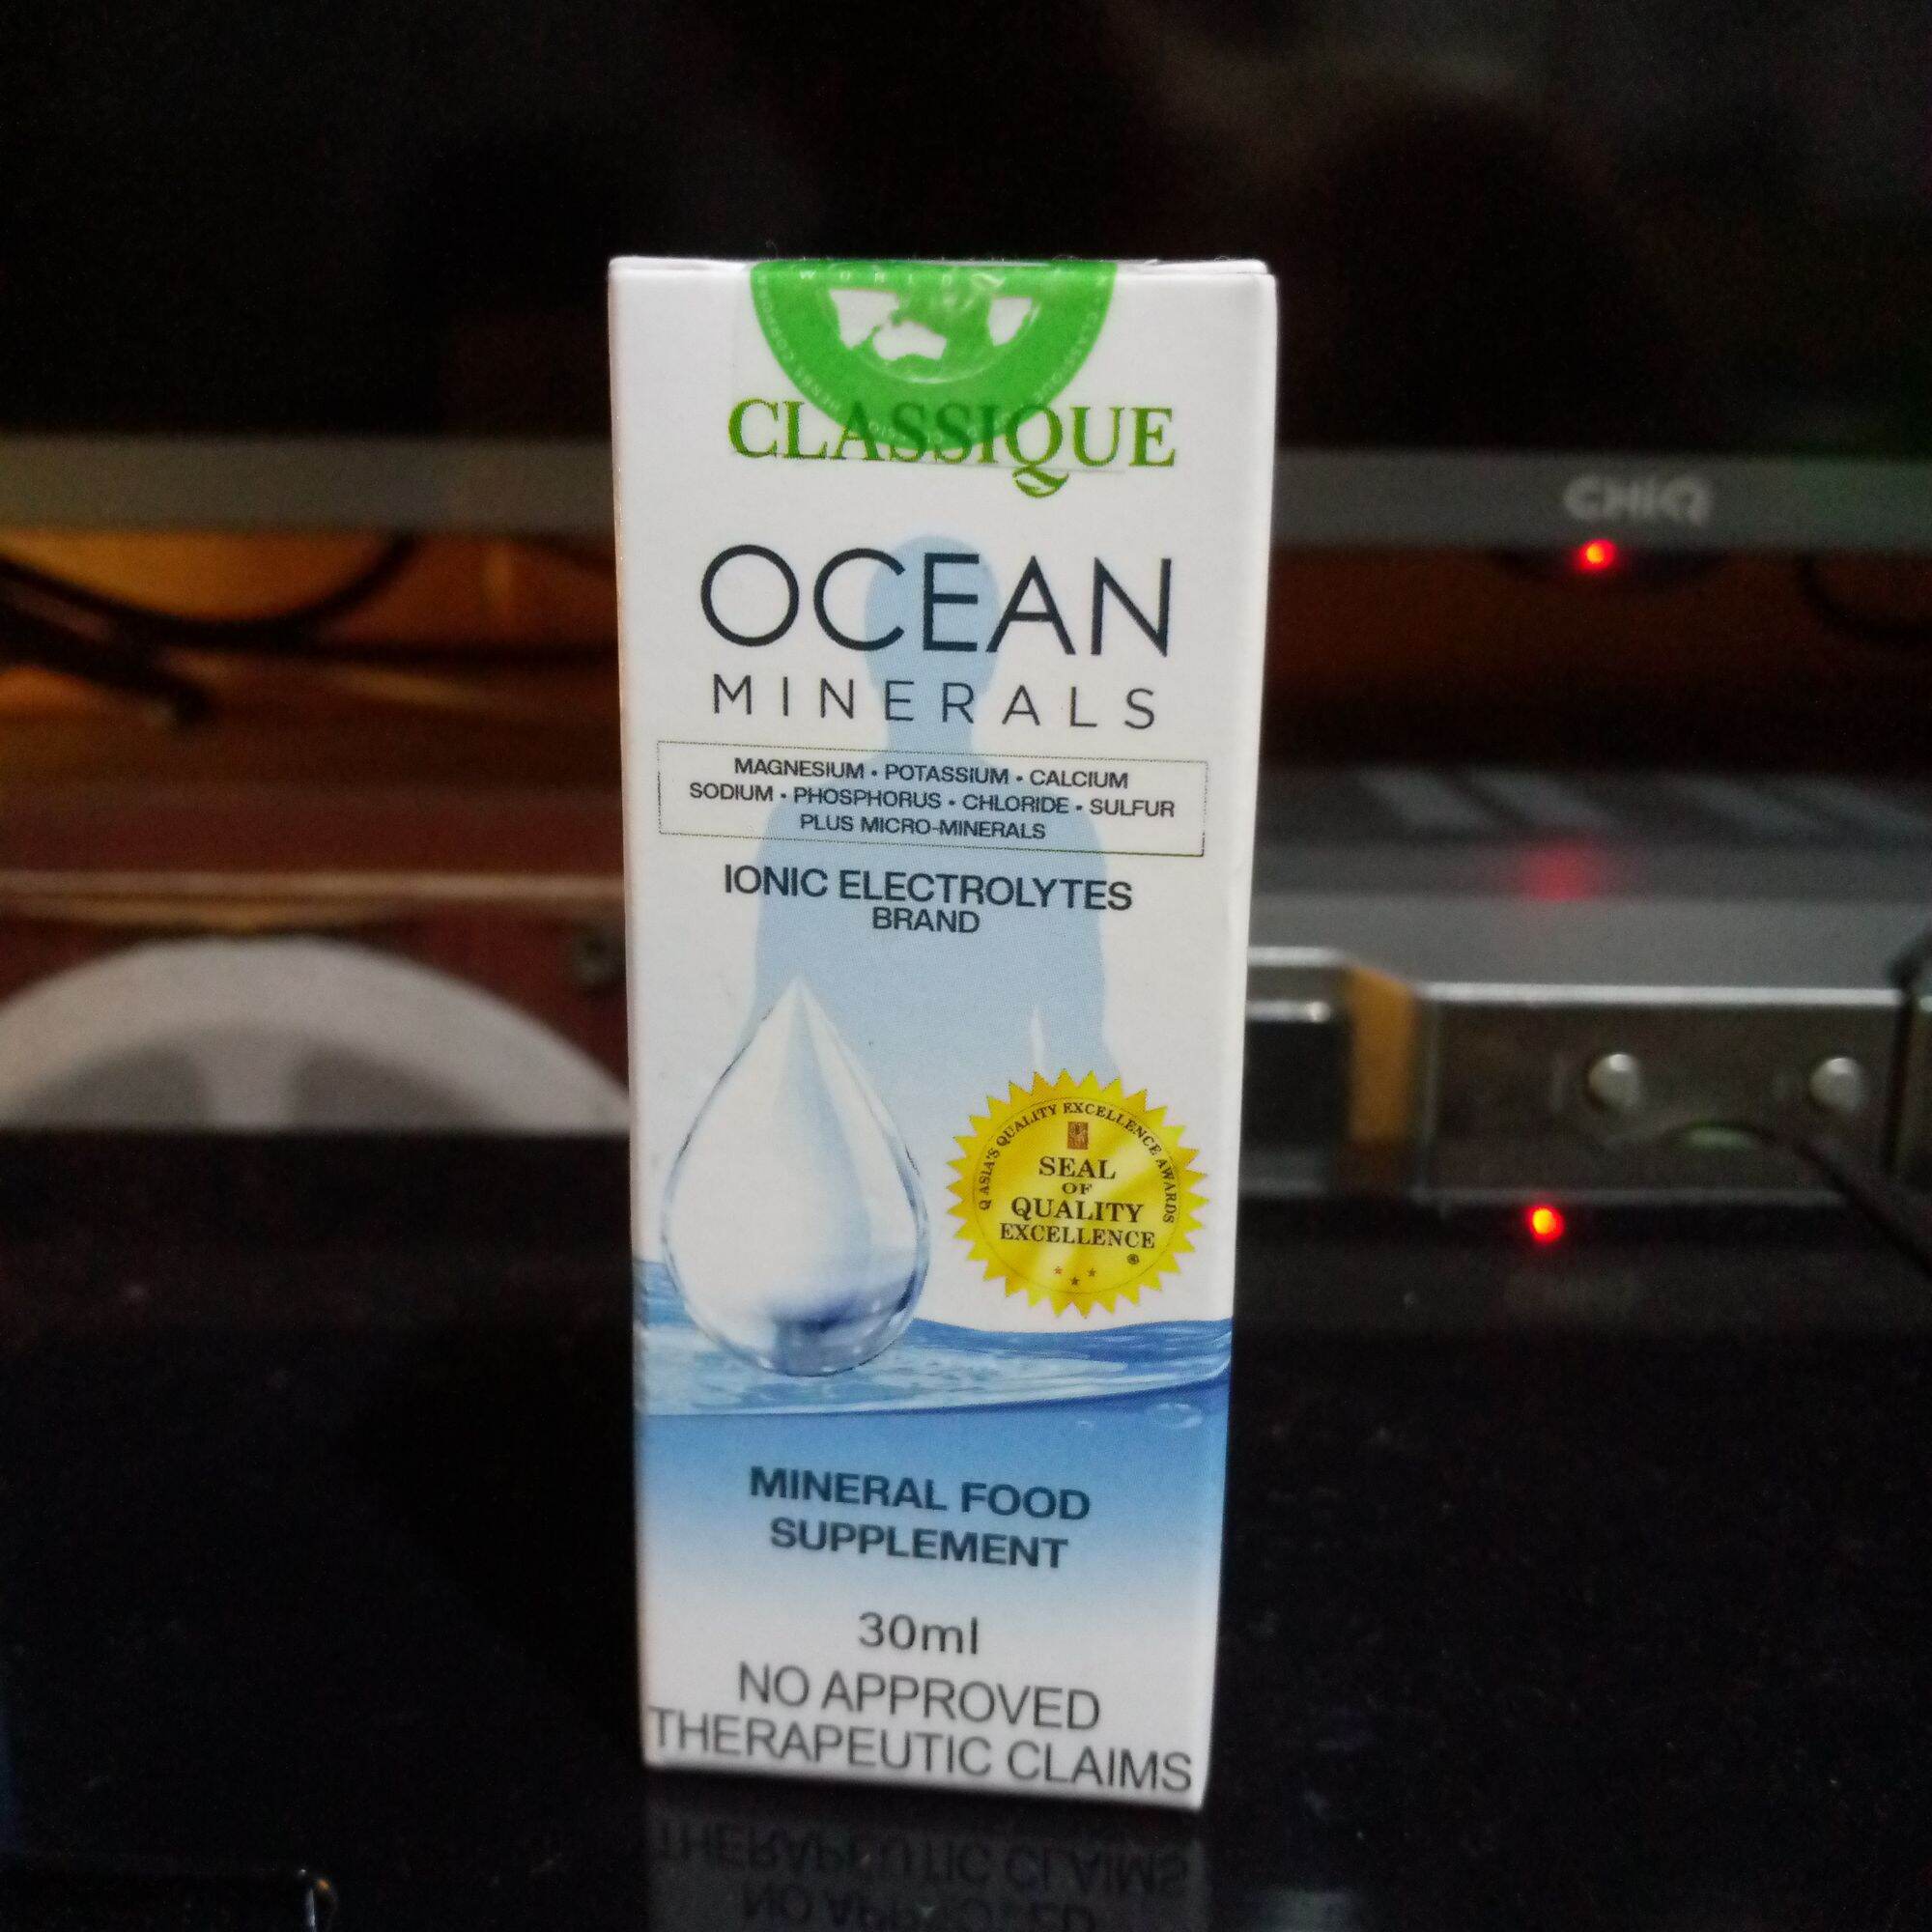 WORLD
CLASSIQUE
OCEAN
MINERALS
MAGNESIUM • POTASSIUM • CALCIUM
SODIUM • PHOSPHORUS • CHLORIDE • SULFUR
PLUS MICRO-MINERALS
IONIC ELECTROLYTES
BRAND
Q ASIA'S QUALITY EXCELLENCE AWARDS
SEAL
OF
QUALITY
EXCELLENCE
®
MINERAL FOOD
SUPPLEMENT
30ml
NO APPROVED
THERAPEUTIC CLAIMS
CHiQ